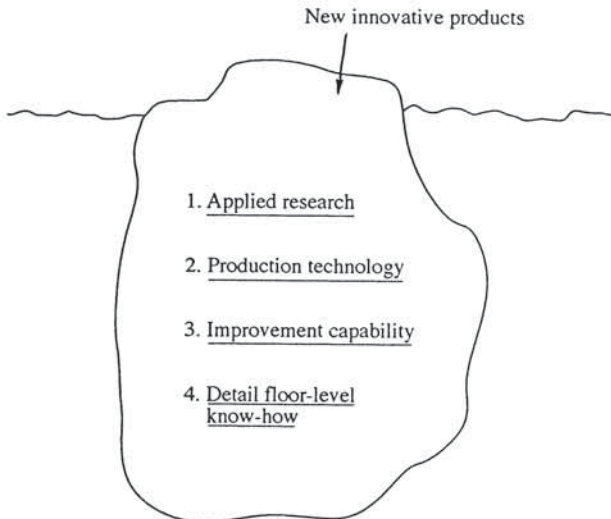 New innovative products
1. Applied research
2. Production technology
3. Improvement capability
4. Detail floor-level
know-how